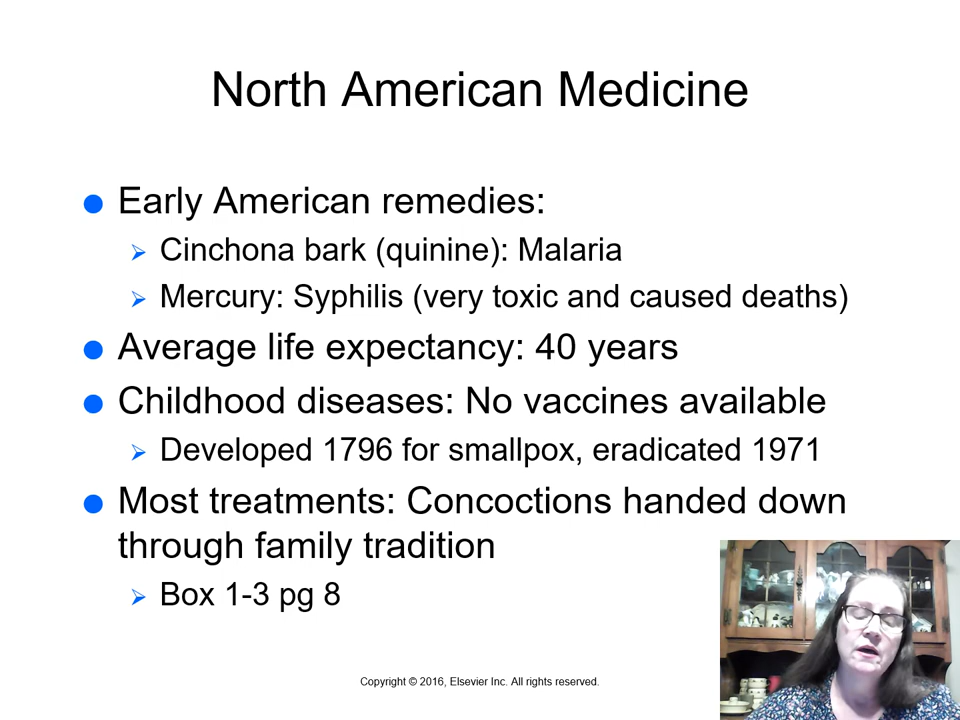 North American Medicine
Early American remedies:
Cinchona bark (quinine): Malaria
Mercury: Syphilis (very toxic and caused deaths)
Average life expectancy: 40 years
Childhood diseases: No vaccines available
Developed 1796 for smallpox, eradicated 1971
Most treatments: Concoctions handed down
through family tradition
Box 1-3 pg 8
Copyright © 2016, Elsevier Inc. All rights reserved.